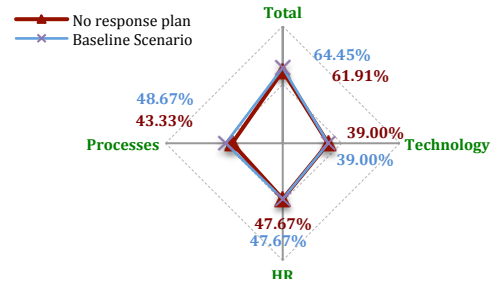 Total
No response plan
Baseline Scenario
64.45%
61.91%
48.67%
43.33%
39.00%
Processes
Technology
39.00%
47.67%
47.67%
HR